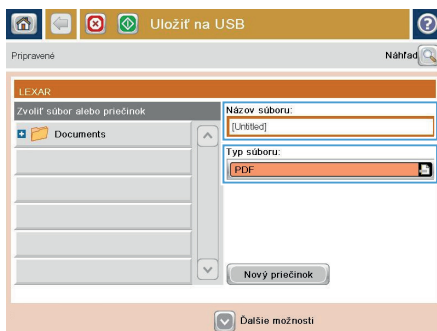 Uložiť na USB
?
Pripravené
Náhľad
LEXAR
Zvoliť súbor alebo priečinok
Documents
Názov súboru:
[Untitled]
Typ súboru:
PDF
Nový priečinok
Ďalšie možnosti